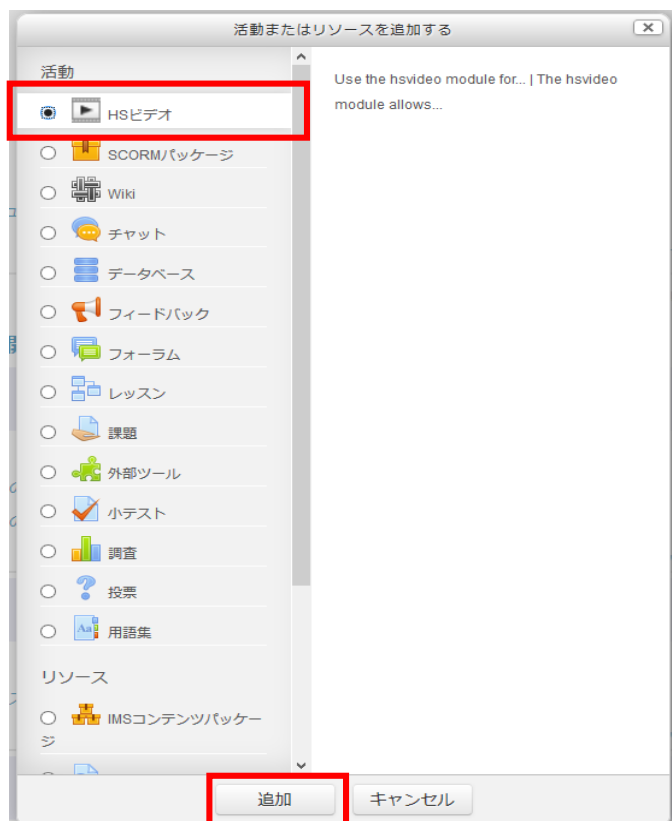 活動またはリソースを追加する
活動
HSビデオ
SCORMパッケージ
Wiki
チャット
データベース
フィードバック
フォーラム
レッスン
課題
外部ツール
小テスト
調査
投票
用語集
リソース
IMSコンテンツパッケー
ジ
Use the hsvideo module for... | The hsvideo
module allows...
追加
キャンセル